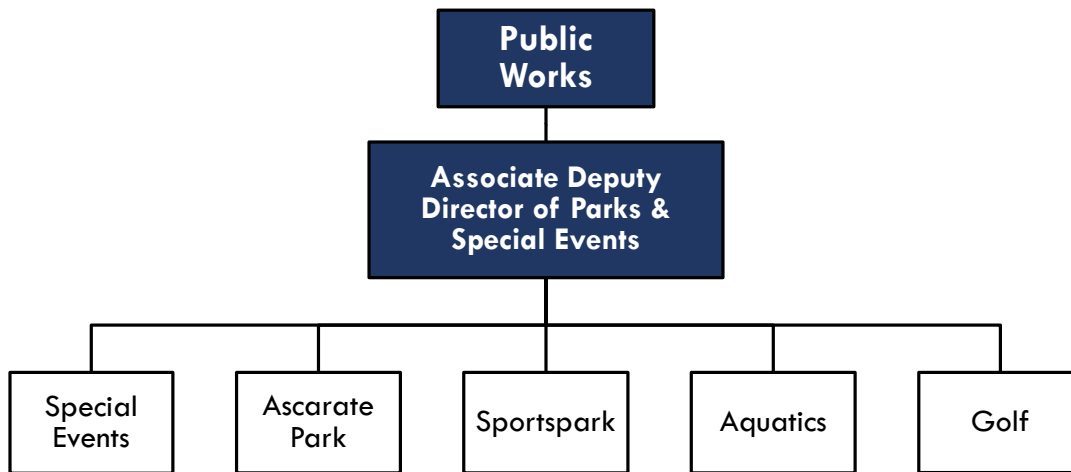 Public
Works
Associate Deputy
Director of Parks &
Special Events
Special
Events
Ascarate
Park
Sportspark
Aquatics
Golf